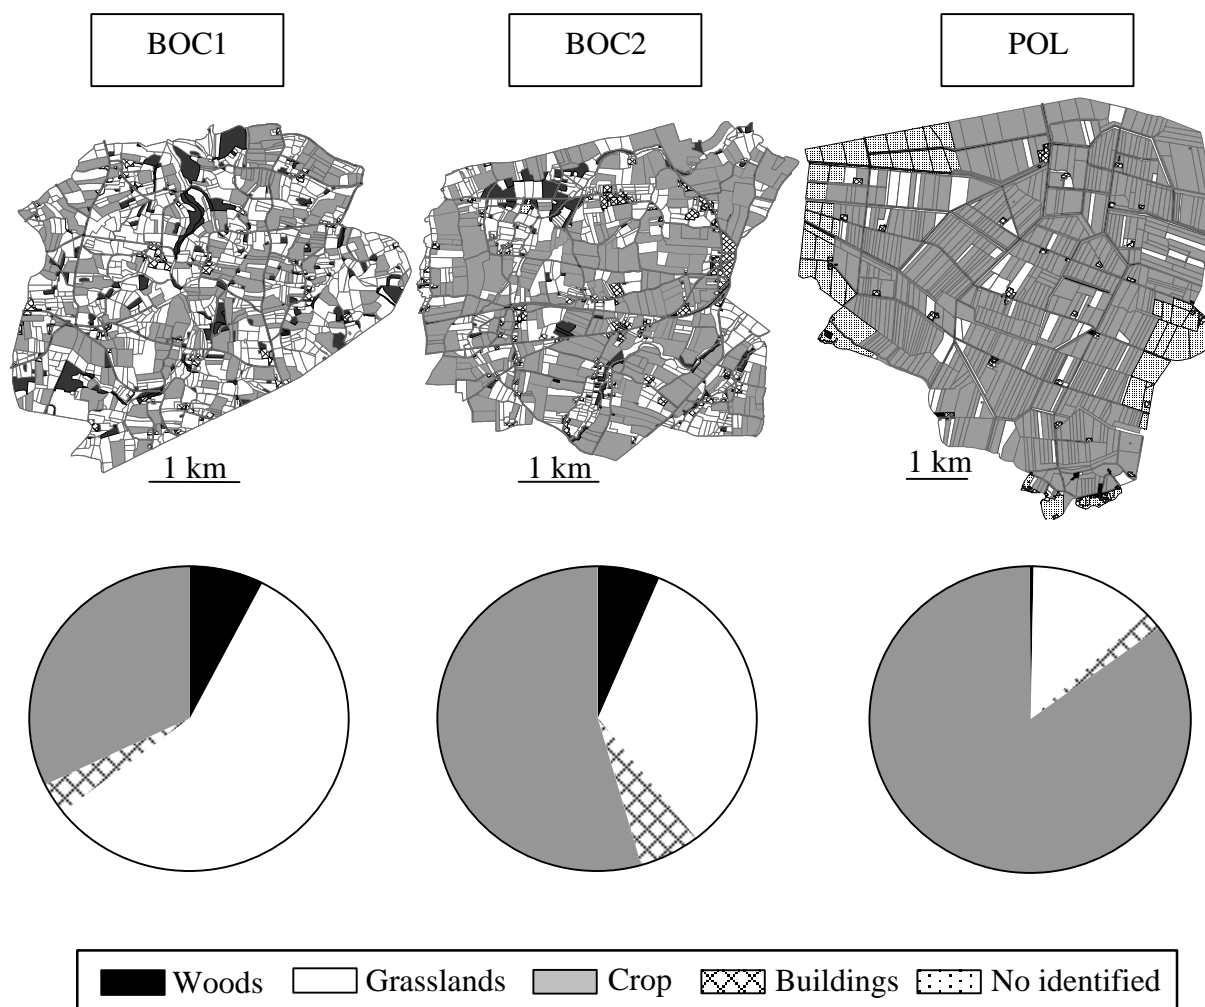 BOC1
BOC2
POL
1 km
1 km
1 km
Woods Grasslands Crop Buildings No identified